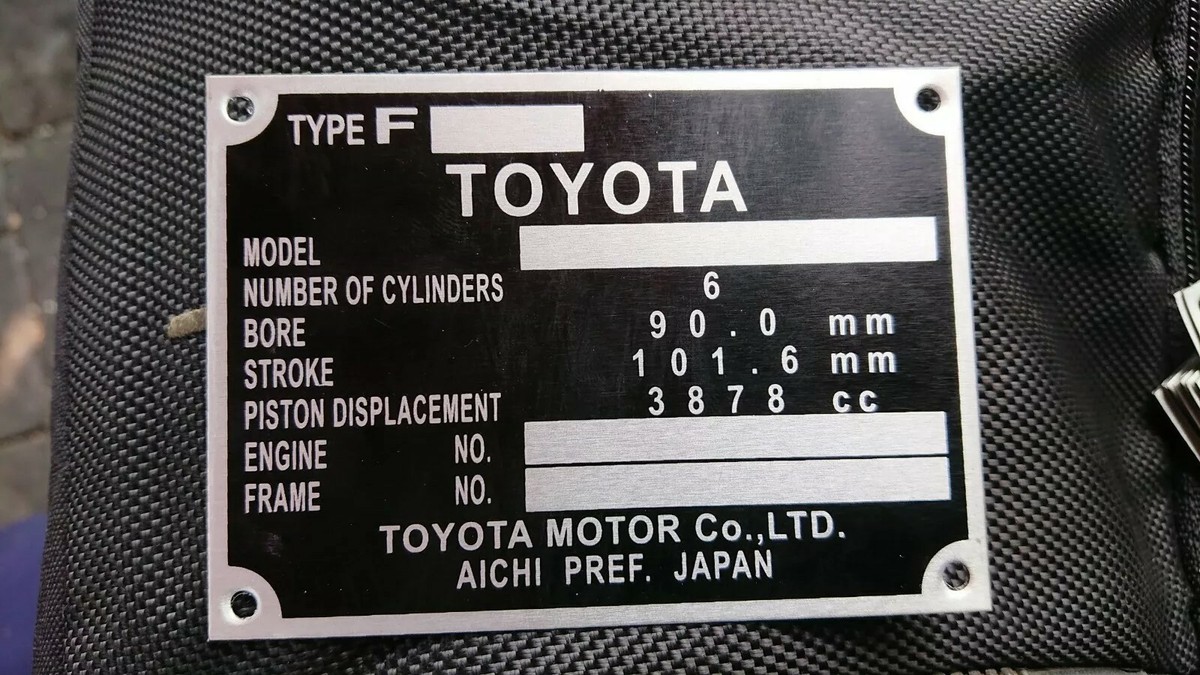 TYPE F
TOYOTA
MODEL
NUMBER OF CYLINDERS 6
BORE 90.0 mm
STROKE 101.6 mm
PISTON DISPLACEMENT 3878 cc
ENGINE NO.
FRAME NO.
TOYOTA MOTOR Co.,LTD.
AICHI PREF. JAPAN